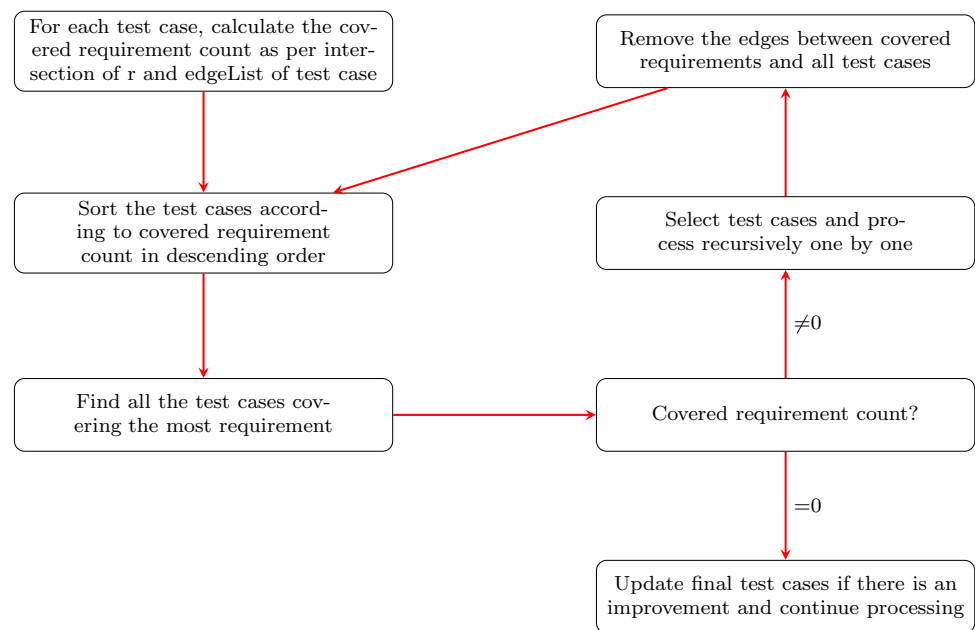 For each test case, calculate the cov-
ered requirement count as per inter-
section of r and edgeList of test case
Remove the edges between covered
requirements and all test cases
Sort the test cases accord-
ing to covered requirement
count in descending order
Select test cases and pro-
cess recursively one by one
≠0
Find all the test cases cov-
ering the most requirement
Covered requirement count?
=0
Update final test cases if there is an
improvement and continue processing